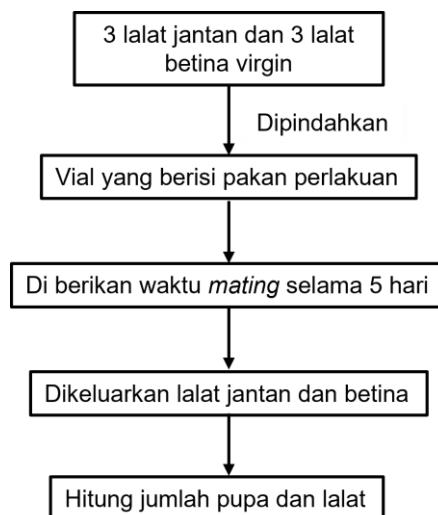 3 lalat jantan dan 3 lalat
betina virgin
Dipindahkan
Vial yang berisi pakan perlakuan
Di berikan waktu mating selama 5 hari
Dikeluarkan lalat jantan dan betina
Hitung jumlah pupa dan lalat